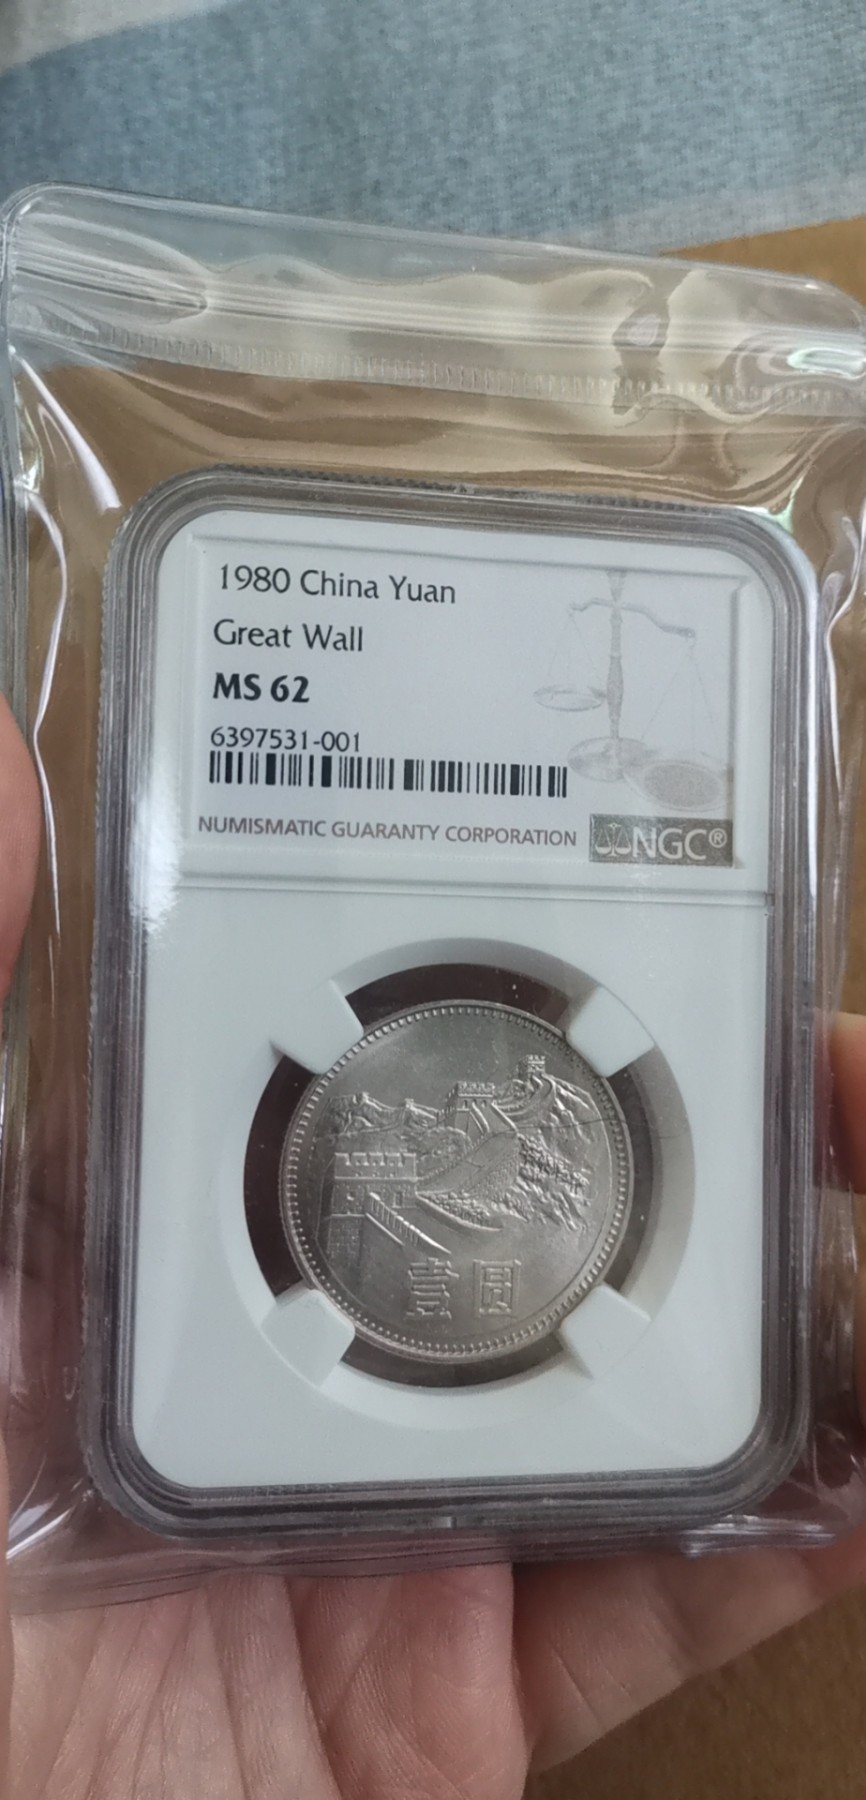 1980 China Yuan
Great Wall
MS 62
6397531-001
NUMISMATIC GUARANTY CORPORATION NGC®
壹圆